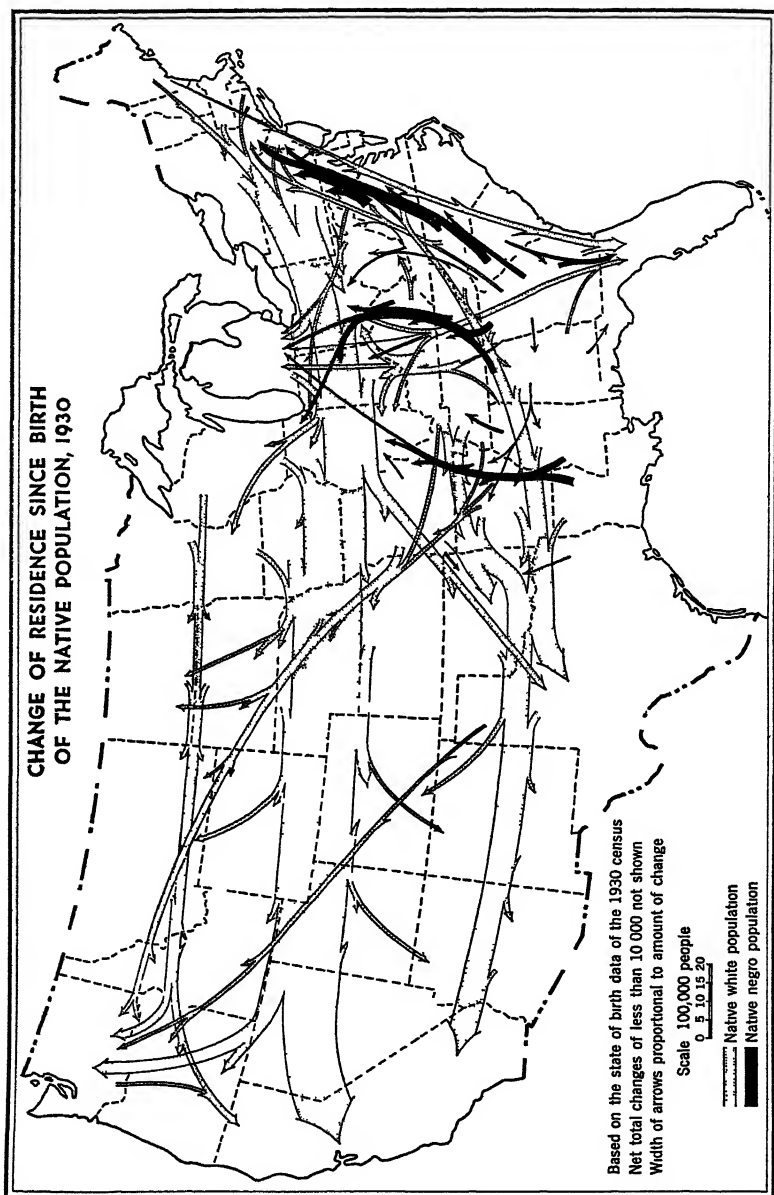 CHANGE OF RESIDENCE SINCE BIRTH
OF THE NATIVE POPULATION, 1930
Based on the state of birth data of the 1930 census
Net total changes of less than 10 000 not shown
Width of arrows proportional to amount of change
Scale 100,000 people
0 5 10 15 20
Native white population
Native negro population